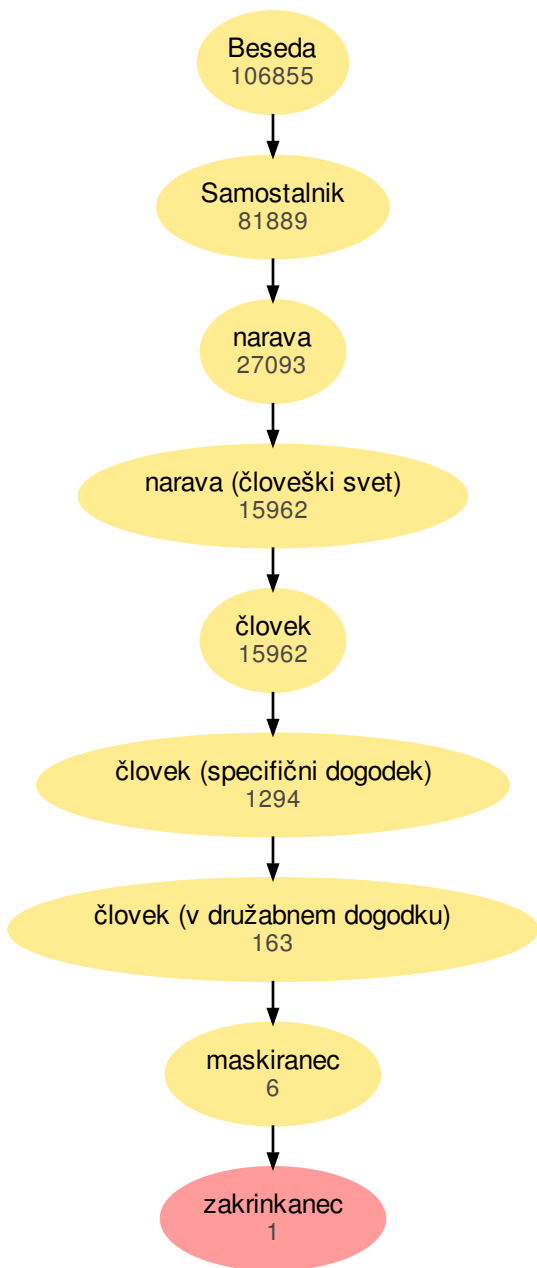 Beseda
106855
Samostalnik
81889
narava
27093
narava (človeški svet)
15962
človek
15962
človek (specifični dogodek)
1294
človek (v družabnem dogodku)
163
maskiranec
6
zakrinkanec
1